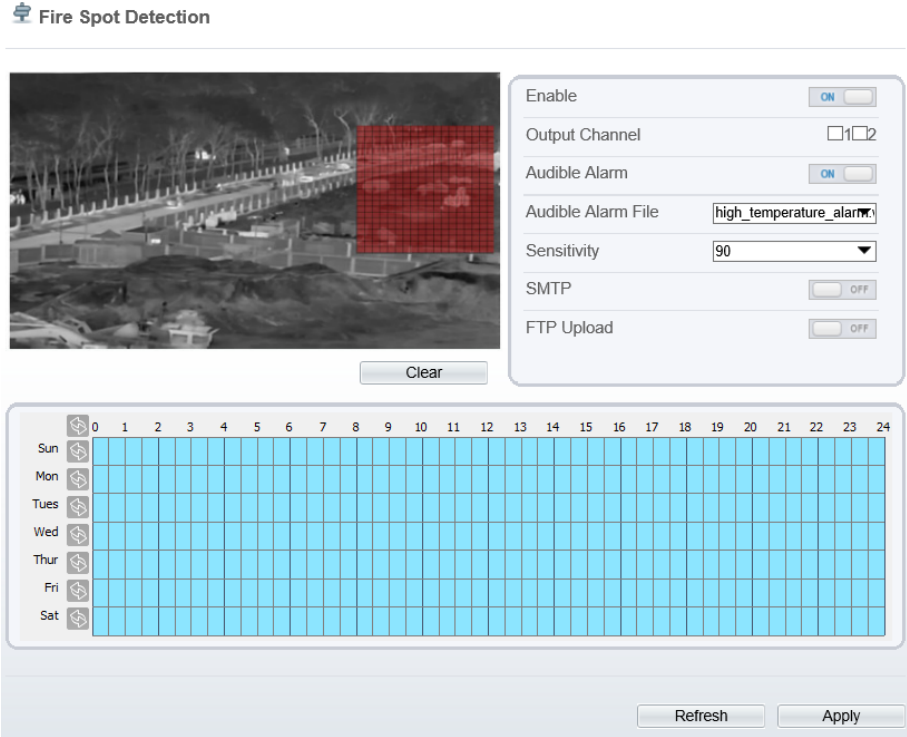 Fire Spot Detection
Enable ON
Output Channel 1 2
Audible Alarm ON
Audible Alarm File high_temperature_alarm
Sensitivity 90
SMTP OFF
FTP Upload OFF
Clear
0 1 2 3 4 5 6 7 8 9 10 11 12 13 14 15 16 17 18 19 20 21 22 23 24
Sun
Mon
Tues
Wed
Thur
Fri
Sat
Refresh Apply